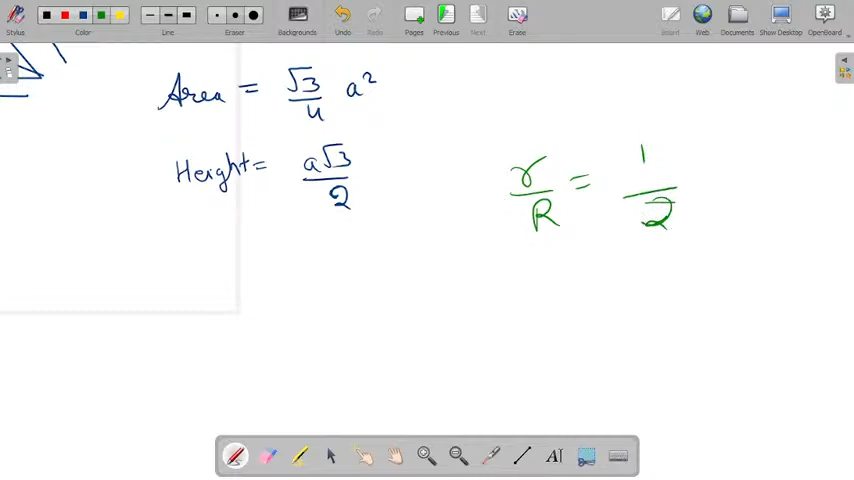 Stylus Color Line Eraser Backgrounds Undo Redo Pages Previous Next Erase Board Web Documents Show Desktop OpenBoard
Area = √3/4 a²
Height = a√3/2
r/R = 1/2